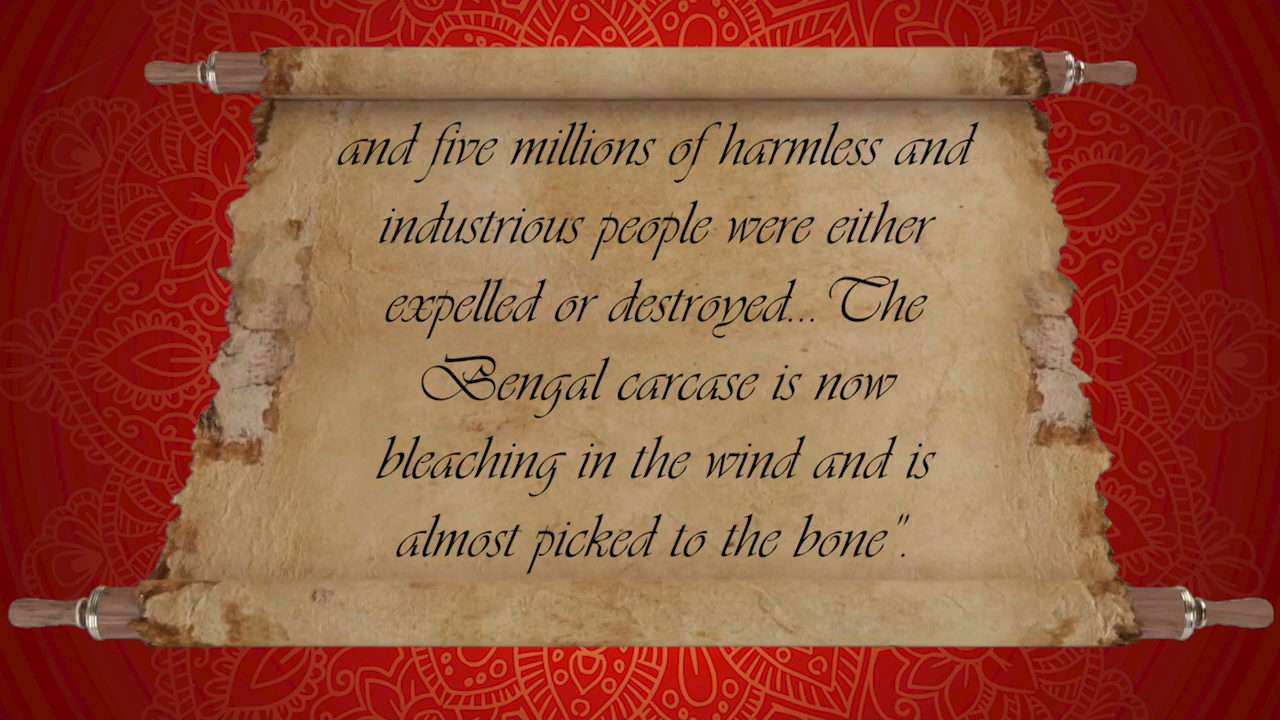 and five millions of harmless and
industrious people were either
expelled or destroyed... The
Bengal carcase is now
bleaching in the wind and is
almost picked to the bone".